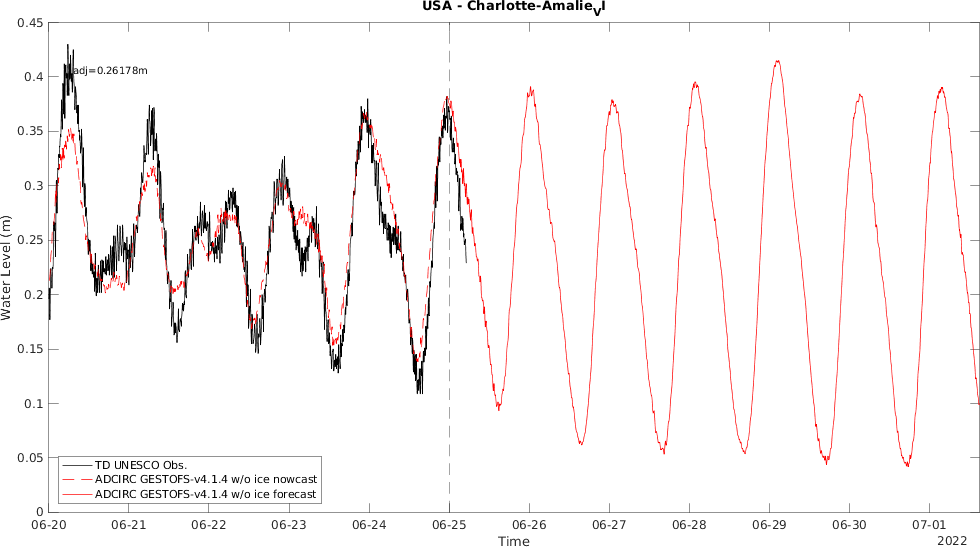 USA - Charlotte-Amalie_VI
0.45
0.4
adj=0.26178m
0.35
0.3
0.25
Water Level (m)
0.2
0.15
0.1
0.05
0
TD UNESCO Obs.
ADCIRC GESTOFS-v4.1.4 w/o ice nowcast
ADCIRC GESTOFS-v4.1.4 w/o ice forecast
06-20 06-21 06-22 06-23 06-24 06-25 06-26 06-27 06-28 06-29 06-30 07-01
Time
2022